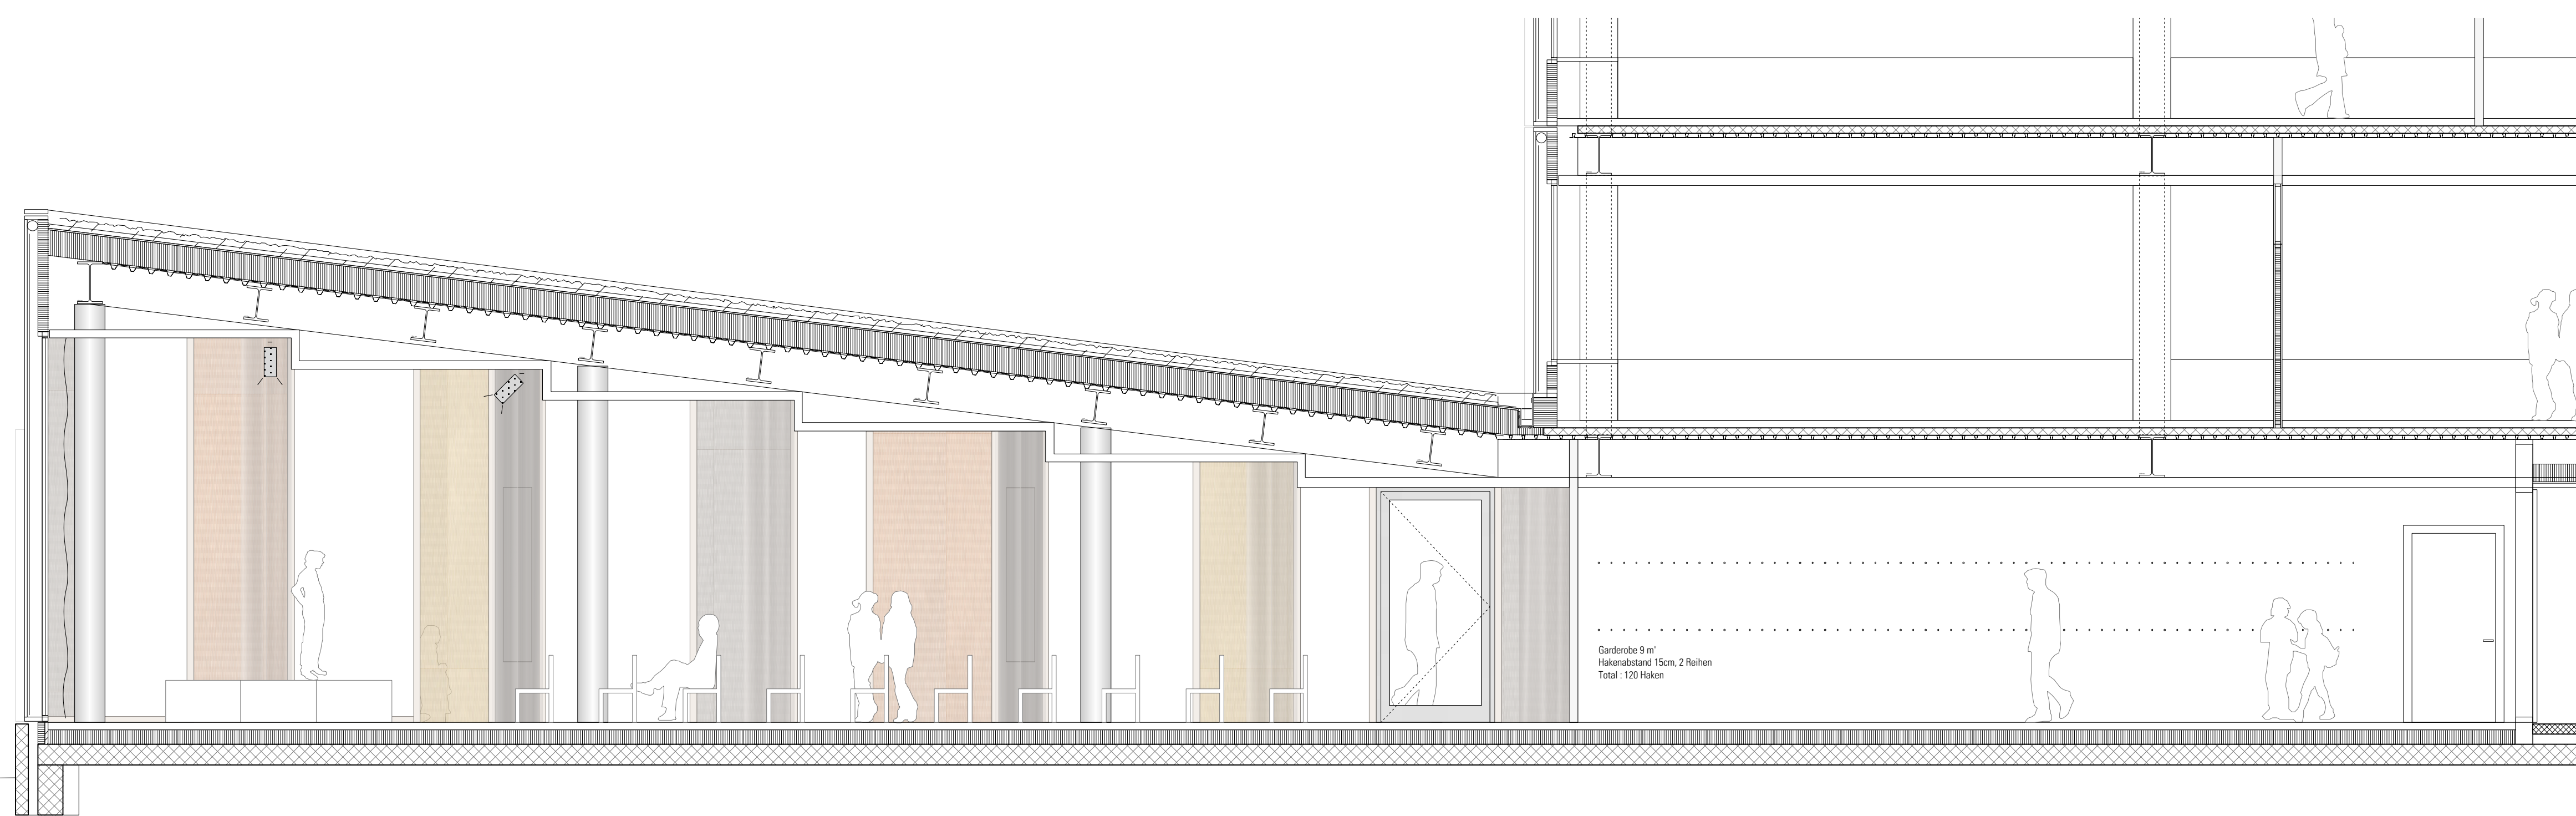 Garderobe 9 m'
Hakenabstand 15cm, 2 Reihen
Total : 120 Haken